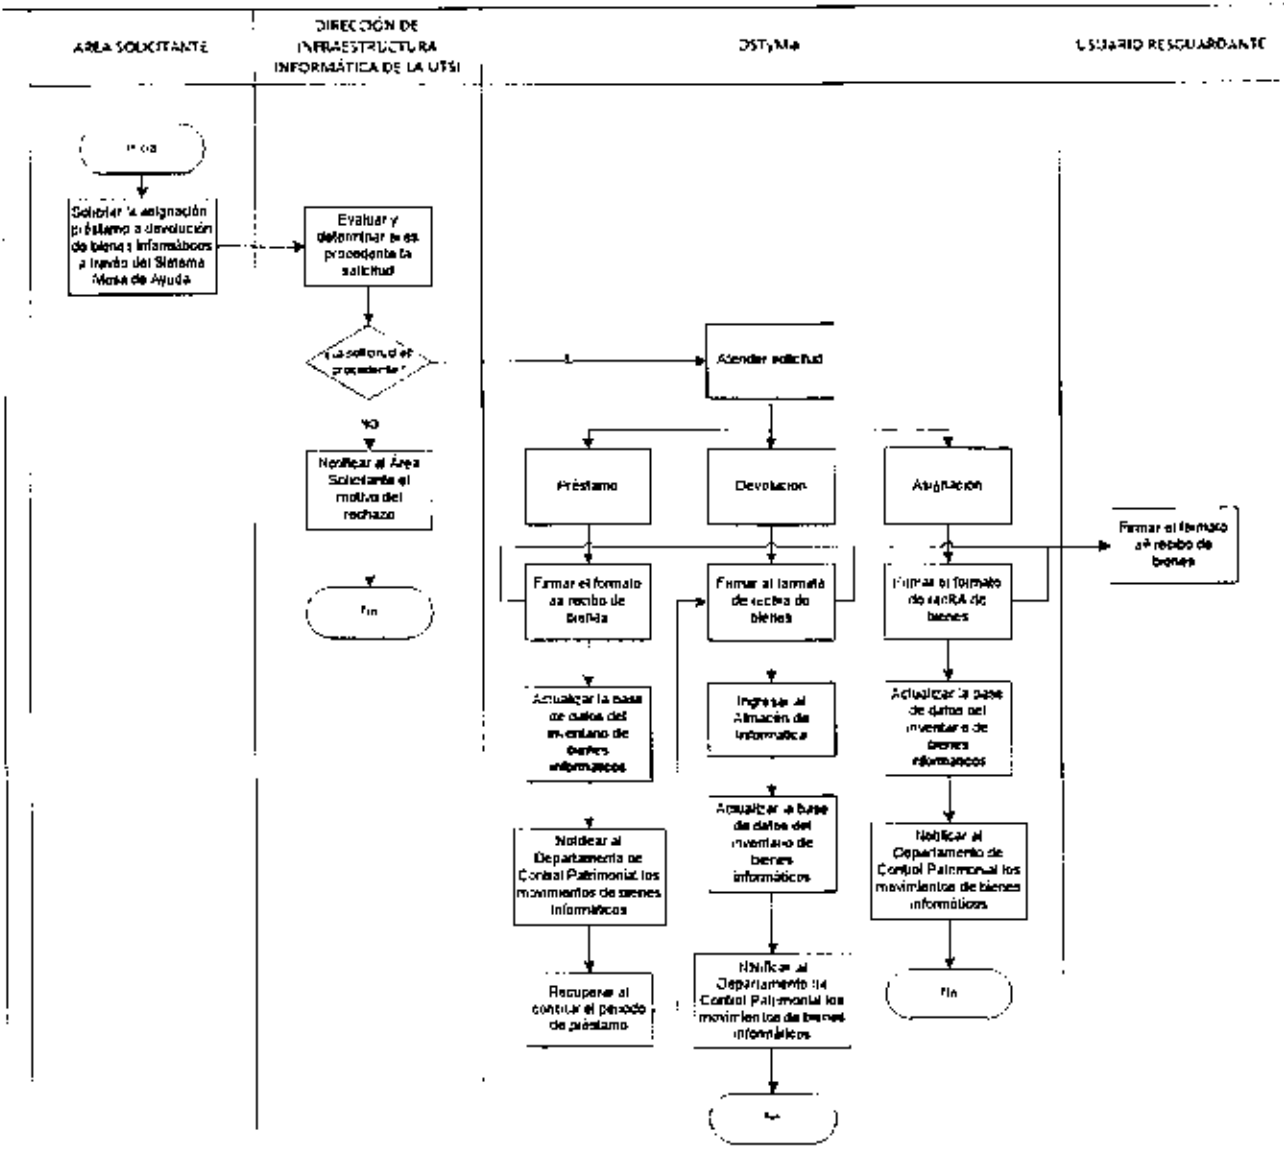 ÁREA SOLICITANTE
DIRECCIÓN DE
INFRAESTRUCTURA
INFORMÁTICA DE LA UTSI
DSTyMA
USUARIO RESGUARDANTE
Inicia
Solicitar la asignación
préstamo o devolución
de bienes informáticos
a través del Sistema
Mesa de Ayuda
Evaluar y
determinar si es
procedente la
solicitud
¿La solicitud es
procedente?
Atender solicitud
NO
Notificar al Área
Solicitante el
motivo del
rechazo
Fin
Préstamo
Devolución
Asignación
Firmar el formato
de recibo de
bienes
Firmar el formato
de recibo de
bienes
Firmar el formato
de de
bienes
Firmar el formato
de recibo de
bienes
Actualizar la base
de datos del
inventario de
bienes
informáticos
Ingresar al
Almacén de
Informática
Actualizar la base
de datos del
inventario de
bienes
informáticos
Actualizar la base
de datos del
inventario de
bienes
informáticos
Notificar al
Departamento de
Control Patrimonial los
movimientos de bienes
informáticos
Notificar al
Departamento de
Control Patrimonial los
movimientos de bienes
informáticos
Recuperar al
concluir el periodo
de préstamo
Notificar al
Departamento de
Control Patrimonial los
movimientos de bienes
informáticos
Fin
Fin